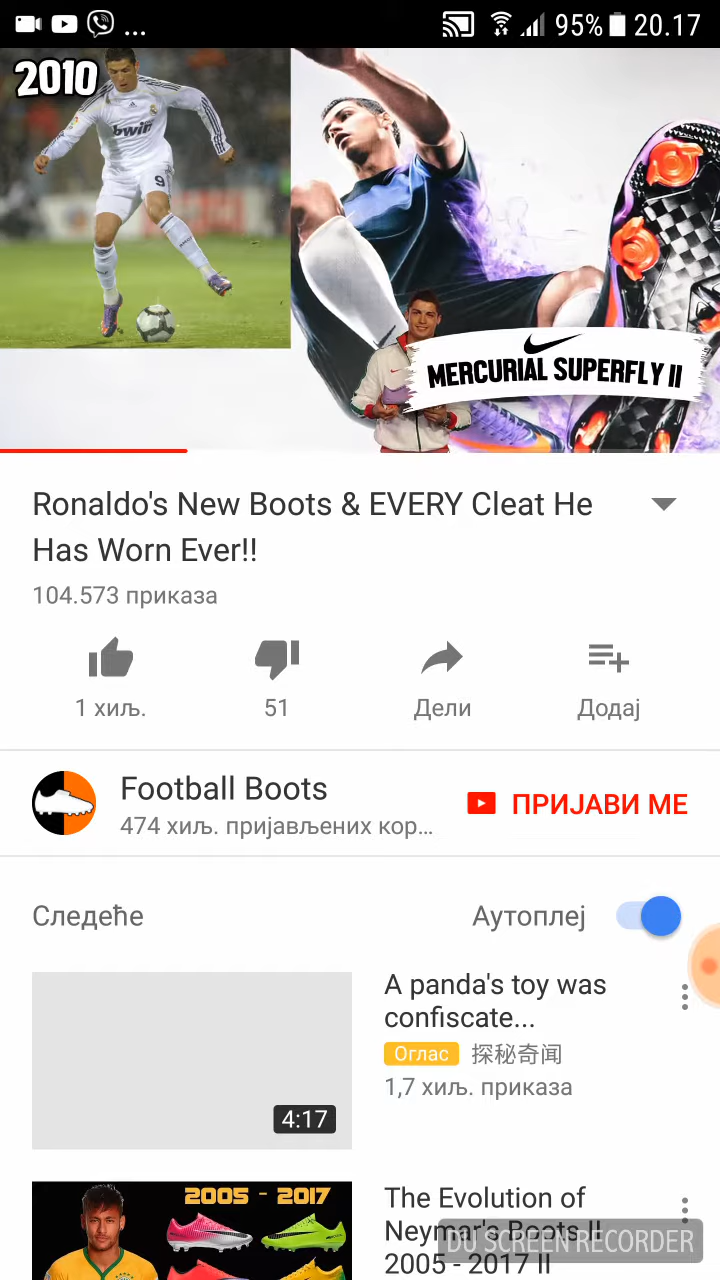 ... 95% 20.17
2010
bwin
9
MERCURIAL SUPERFLY II
Ronaldo's New Boots & EVERY Cleat He
Has Worn Ever!!
104.573 приказа
1 хиљ. 51 Дели Додај
Football Boots
474 хиљ. пријављених кор...
ПРИЈАВИ МЕ
Следеће Аутоплеј
A panda's toy was
confiscate...
Оглас 探秘奇闻
1,7 хиљ. приказа
4:17
2005 - 2017
The Evolution of
Neymar's Boots ||
2005 - 2017 ||
DU SCREEN RECORDER